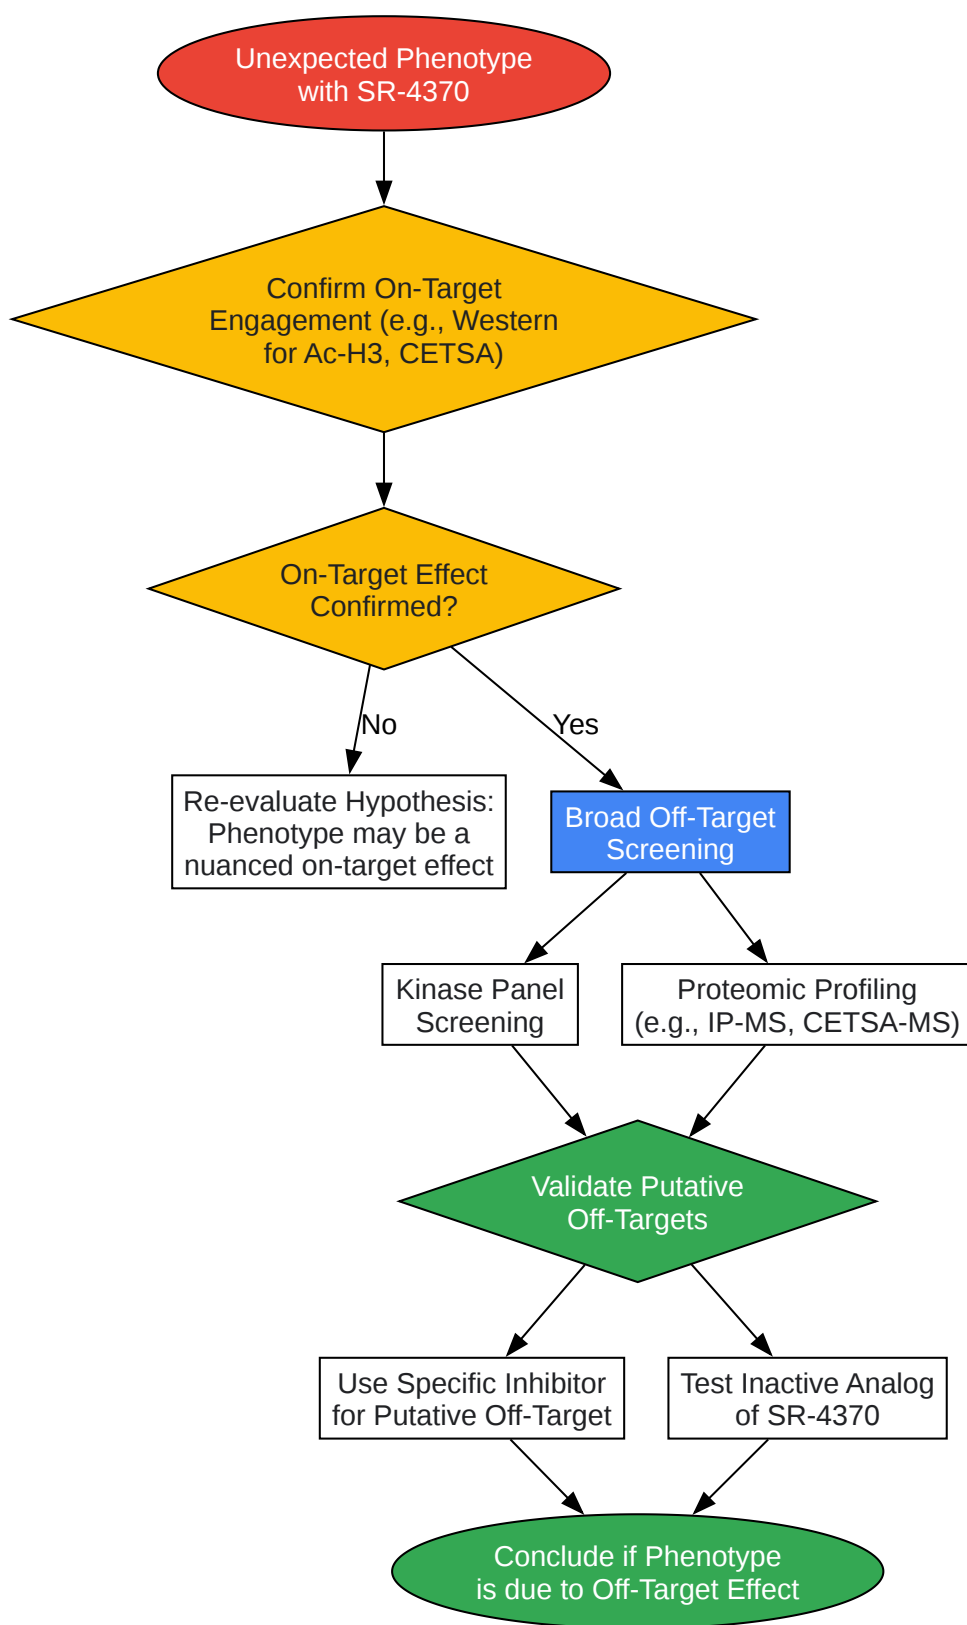 Unexpected Phenotype
with SR-4370
Confirm On-Target
Engagement (e.g., Western
for Ac-H3, CETSA)
On-Target Effect
Confirmed?
No
Yes
Re-evaluate Hypothesis:
Phenotype may be a
nuanced on-target effect
Broad Off-Target
Screening
Kinase Panel
Screening
Proteomic Profiling
(e.g., IP-MS, CETSA-MS)
Validate Putative
Off-Targets
Use Specific Inhibitor
for Putative Off-Target
Test Inactive Analog
of SR-4370
Conclude if Phenotype
is due to Off-Target Effect